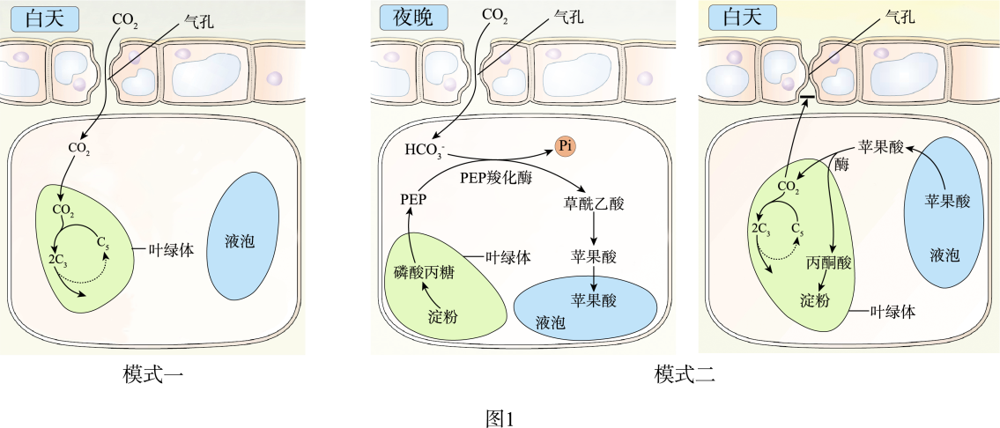 白天
CO2
气孔
CO2
CO2
C5
2C3
叶绿体
液泡
模式一
夜晚
CO2
气孔
HCO3-
Pi
PEP羧化酶
PEP
草酰乙酸
叶绿体
苹果酸
磷酸丙糖
淀粉
苹果酸
液泡
白天
气孔
苹果酸
酶
CO2
苹果酸
2C3
C5
丙酮酸
液泡
淀粉
叶绿体
模式二
图1